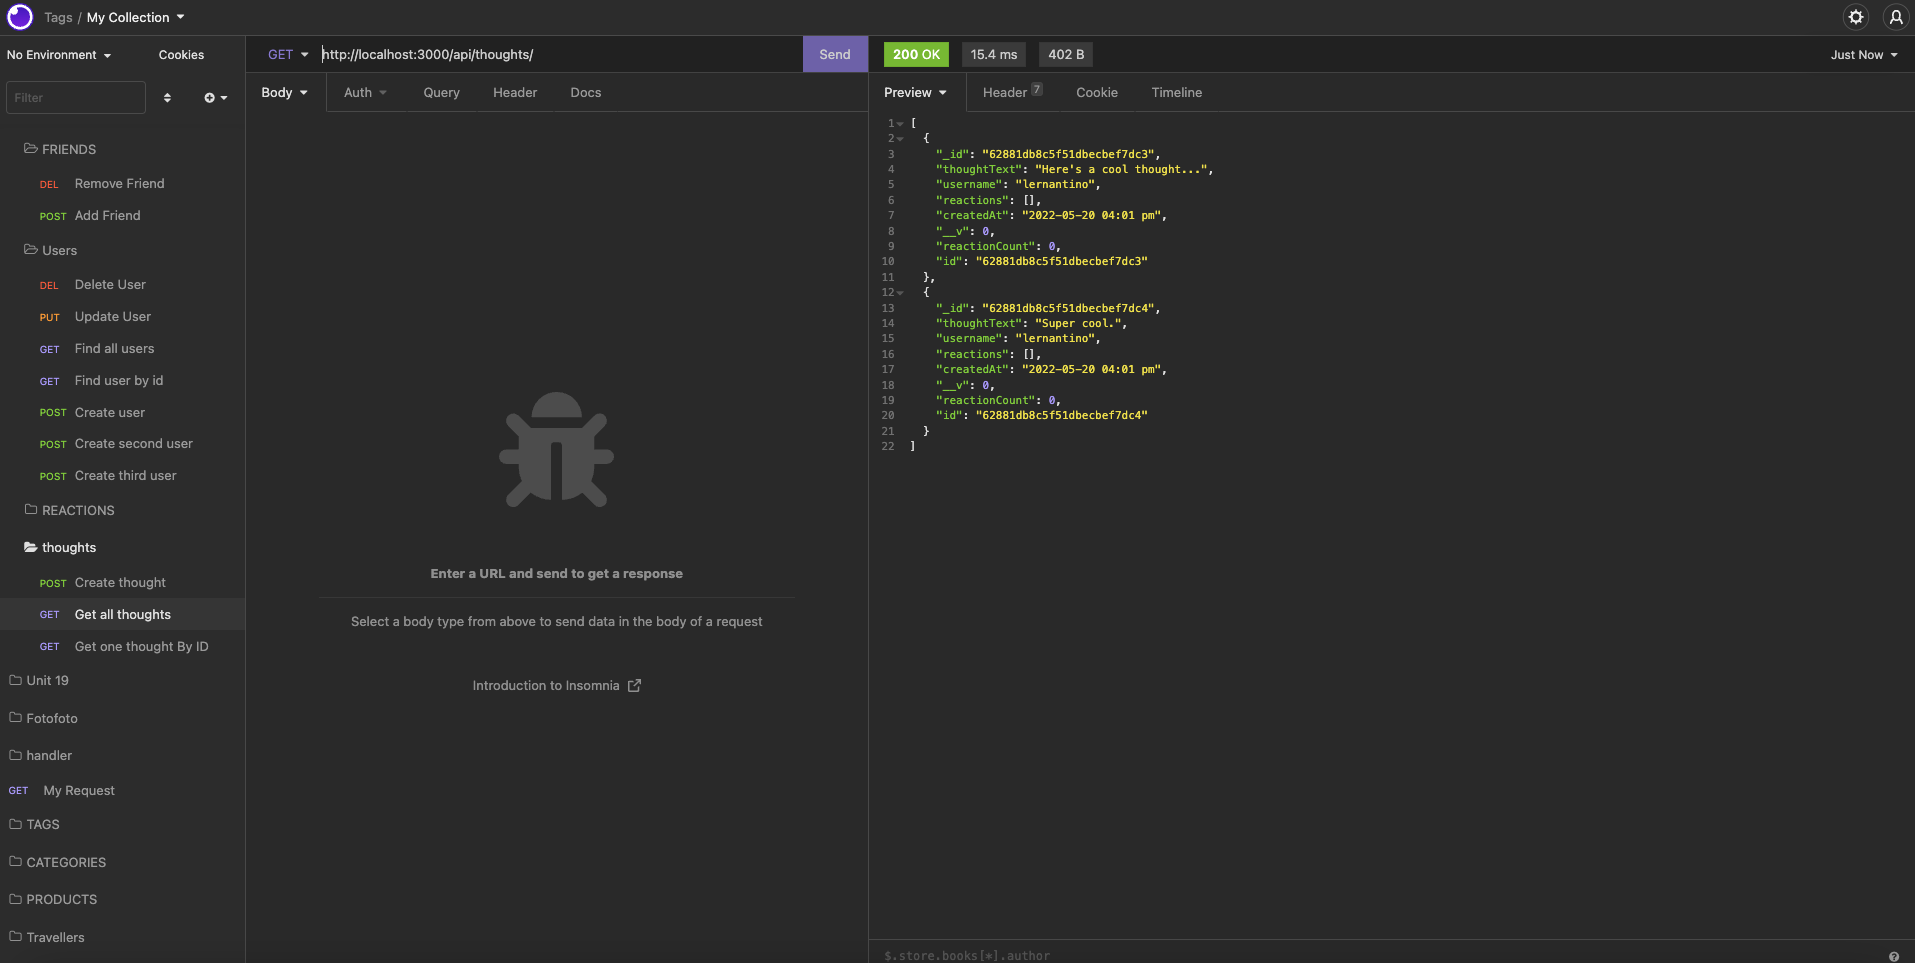 Tags / My Collection
No Environment
Cookies
Filter
FRIENDS
DEL Remove Friend
POST Add Friend
Users
DEL Delete User
PUT Update User
GET Find all users
GET Find user by id
POST Create user
POST Create second user
POST Create third user
REACTIONS
thoughts
POST Create thought
GET Get all thoughts
GET Get one thought By ID
Unit 19
Fotofoto
handler
GET My Request
TAGS
CATEGORIES
PRODUCTS
Travellers
GET http://localhost:3000/api/thoughts/ Send
Body Auth Query Header Docs
Enter a URL and send to get a response
Select a body type from above to send data in the body of a request
Introduction to Insomnia
200 OK 15.4 ms 402 B Just Now
Preview Header 7 Cookie Timeline
1 [
2 {
3 "_id": "62881db8c5f51dbecbef7dc3",
4 "thoughtText": "Here's a cool thought...",
5 "username": "lernantino",
6 "reactions": [],
7 "createdAt": "2022-05-20 04:01 pm",
8 "__v": 0,
9 "reactionCount": 0,
10 "id": "62881db8c5f51dbecbef7dc3"
11 },
12 {
13 "_id": "62881db8c5f51dbecbef7dc4",
14 "thoughtText": "Super cool.",
15 "username": "lernantino",
16 "reactions": [],
17 "createdAt": "2022-05-20 04:01 pm",
18 "__v": 0,
19 "reactionCount": 0,
20 "id": "62881db8c5f51dbecbef7dc4"
21 }
22 ]
$.store.books[*].author